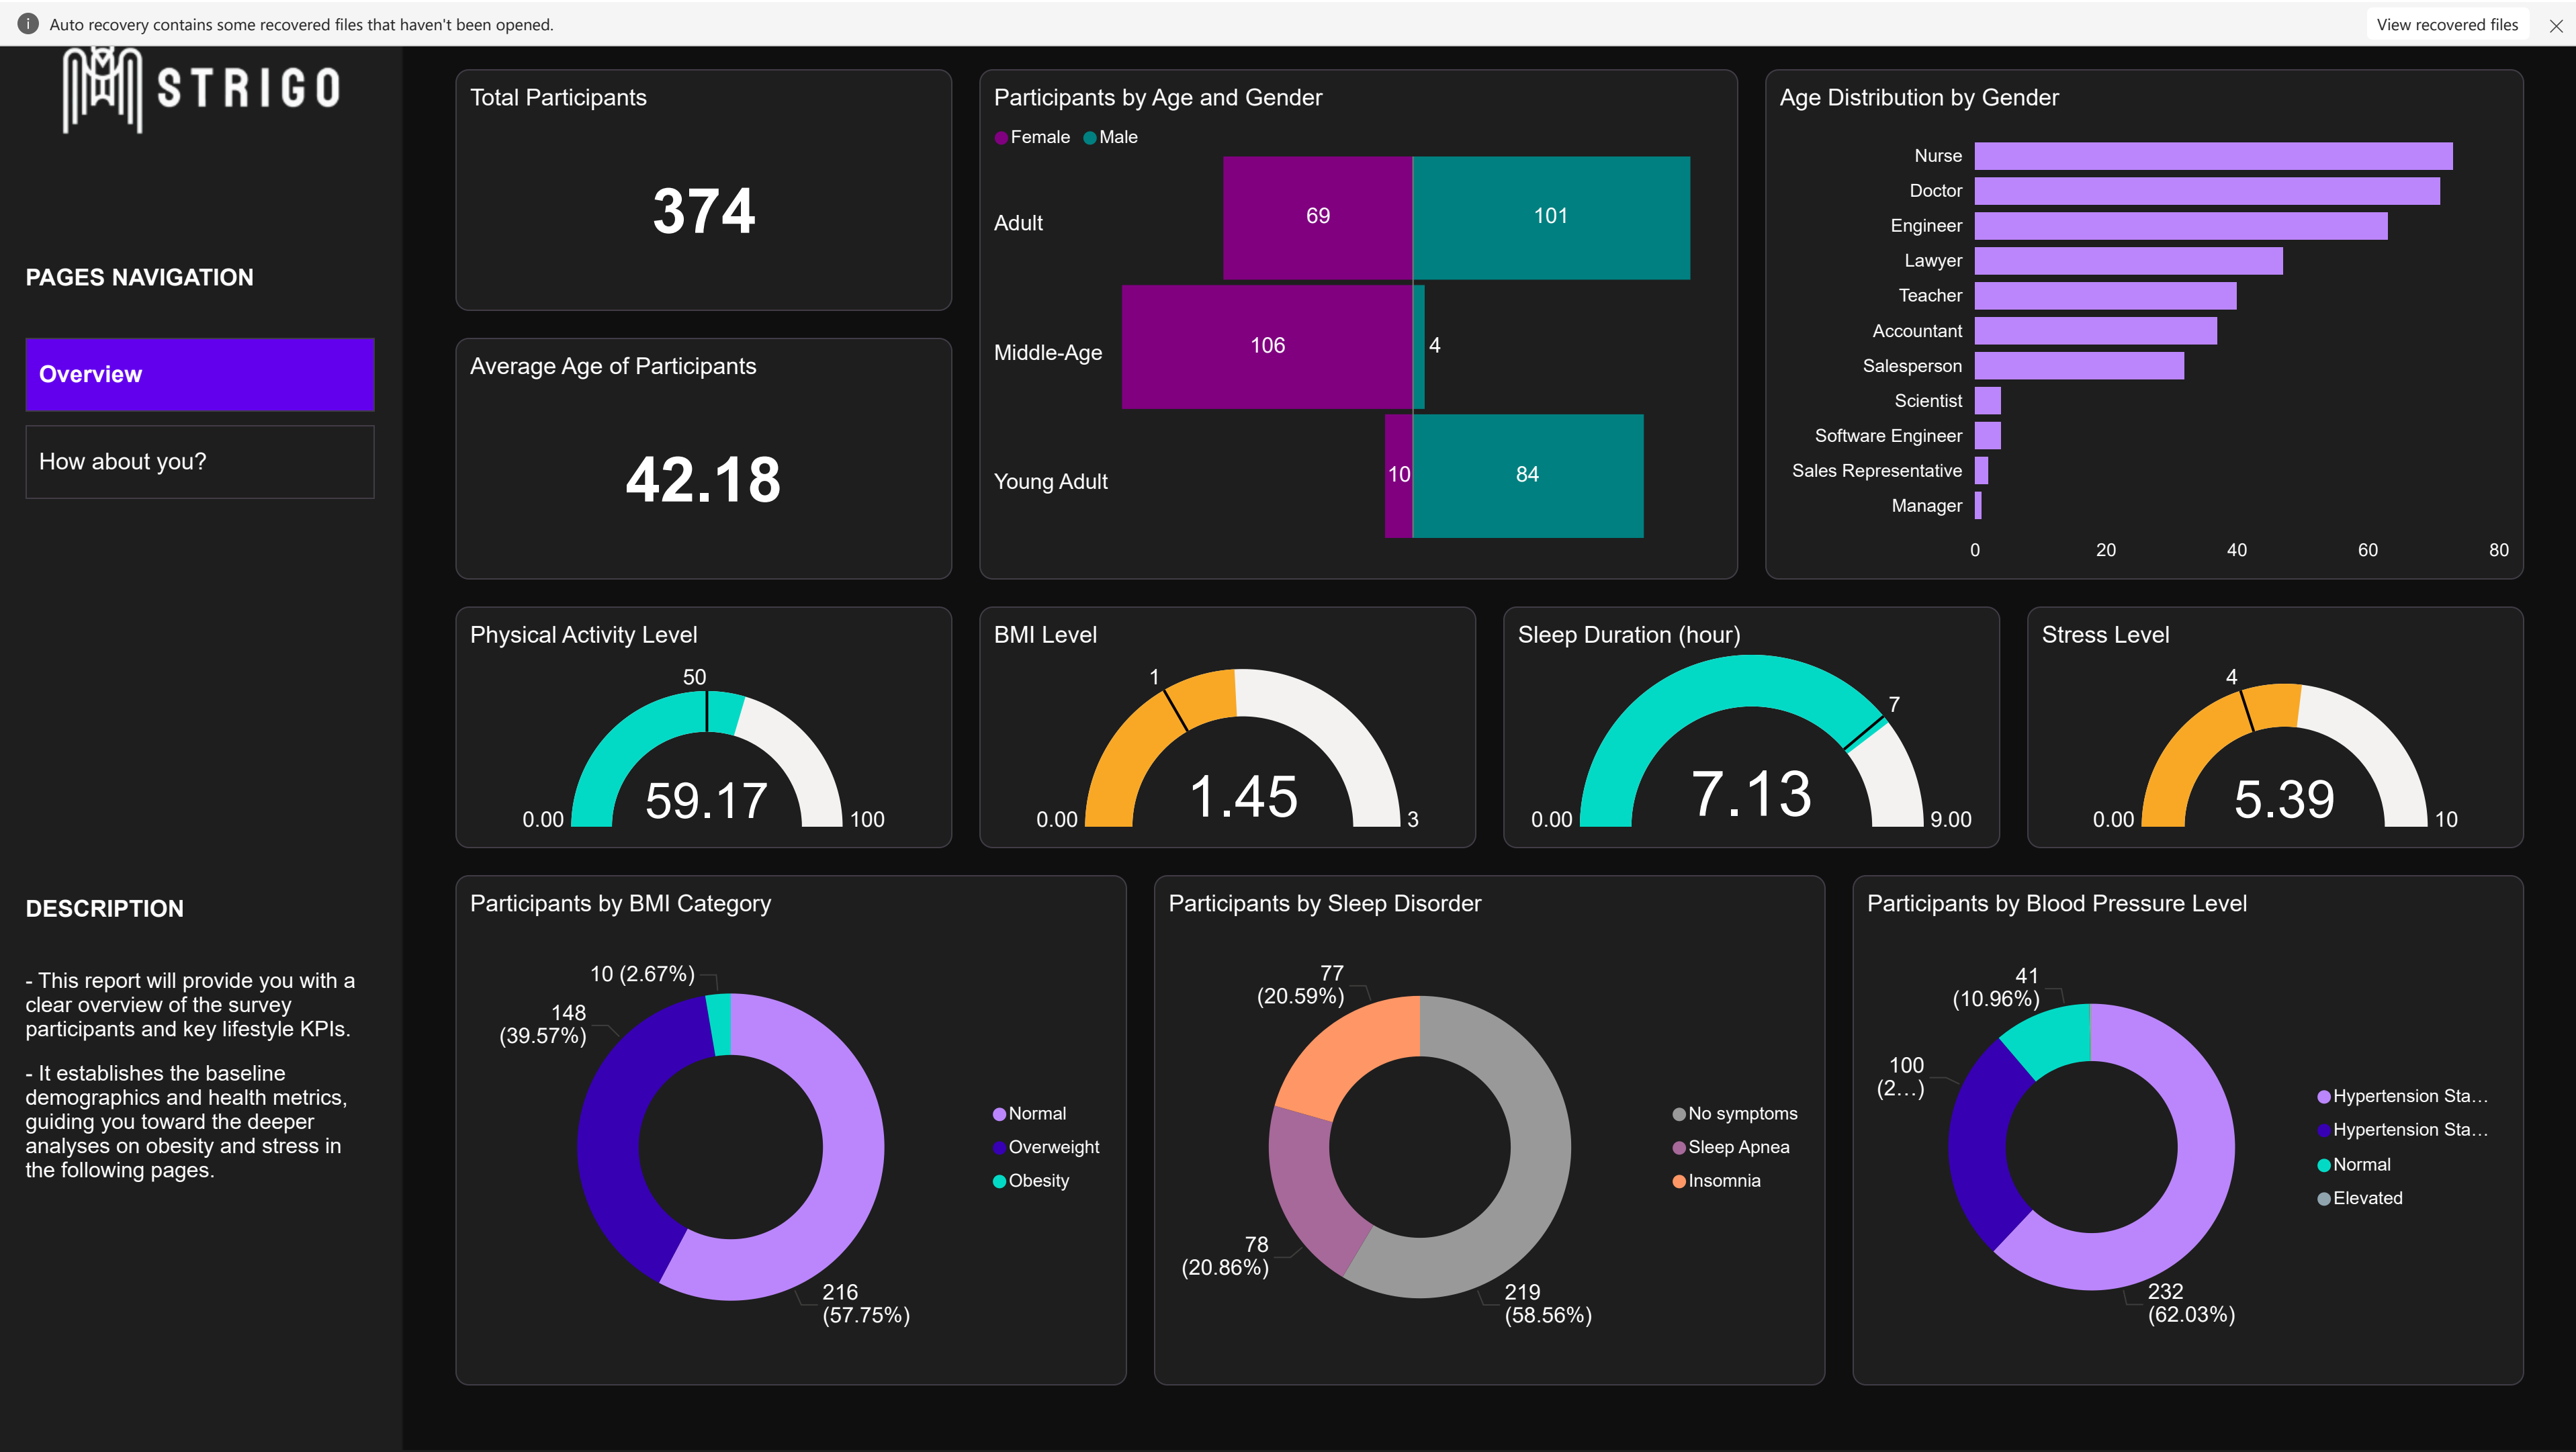 Auto recovery contains some recovered files that haven't been opened.
View recovered files
STRIGO
PAGES NAVIGATION
Overview
How about you?
DESCRIPTION
- This report will provide you with a
clear overview of the survey
participants and key lifestyle KPIs.
- It establishes the baseline
demographics and health metrics,
guiding you toward the deeper
analyses on obesity and stress in
the following pages.
Total Participants
374
Average Age of Participants
42.18
Participants by Age and Gender
Female Male
Adult 69 101
Middle-Age 106 4
Young Adult 10 84
Age Distribution by Gender
Nurse
Doctor
Engineer
Lawyer
Teacher
Accountant
Salesperson
Scientist
Software Engineer
Sales Representative
Manager
0 20 40 60 80
Physical Activity Level
50
59.17
0.00 100
BMI Level
1
1.45
0.00 3
Sleep Duration (hour)
7
7.13
0.00 9.00
Stress Level
4
5.39
0.00 10
Participants by BMI Category
10 (2.67%)
148
(39.57%)
216
(57.75%)
Normal
Overweight
Obesity
Participants by Sleep Disorder
77
(20.59%)
78
(20.86%)
219
(58.56%)
No symptoms
Sleep Apnea
Insomnia
Participants by Blood Pressure Level
41
(10.96%)
100
(2...)
232
(62.03%)
Hypertension Sta...
Hypertension Sta...
Normal
Elevated